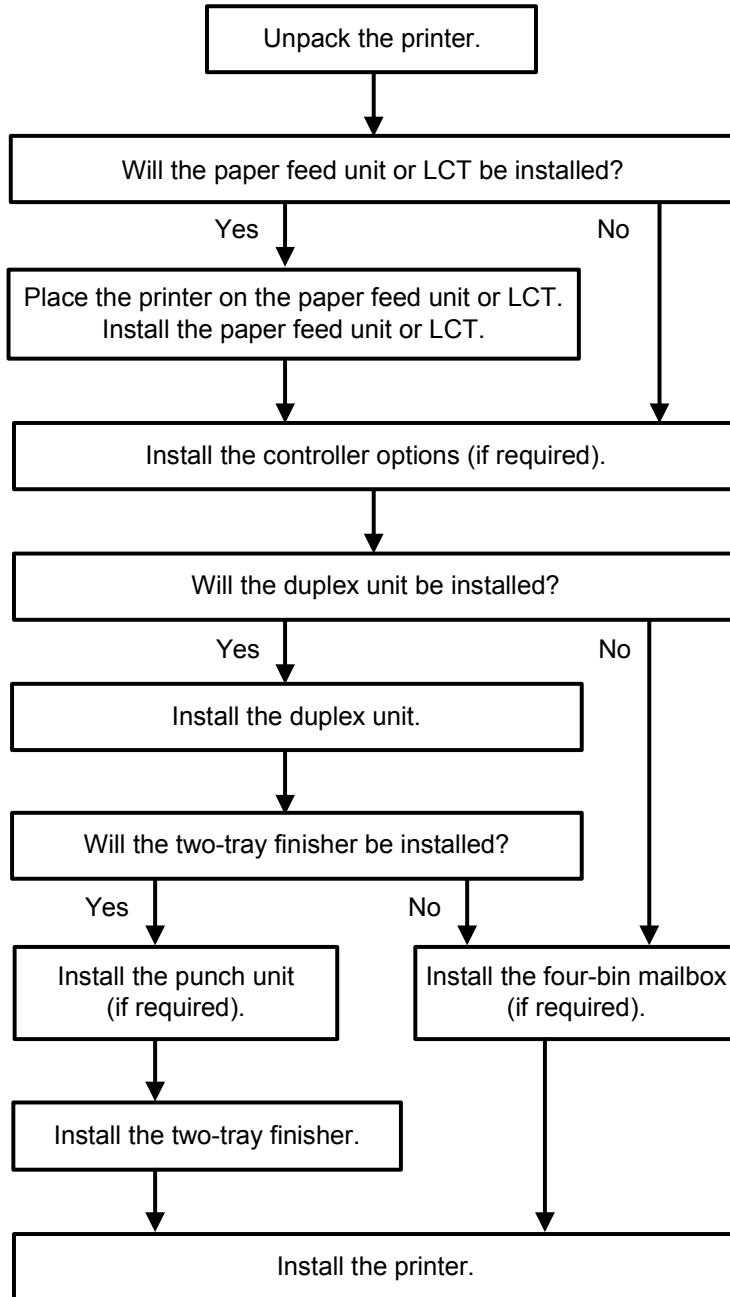 Unpack the printer.
Will the paper feed unit or LCT be installed?
Yes
No
Place the printer on the paper feed unit or LCT.
Install the paper feed unit or LCT.
Install the controller options (if required).
Will the duplex unit be installed?
Yes
No
Install the duplex unit.
Will the two-tray finisher be installed?
Yes
No
Install the punch unit
(if required).
Install the four-bin mailbox
(if required).
Install the two-tray finisher.
Install the printer.